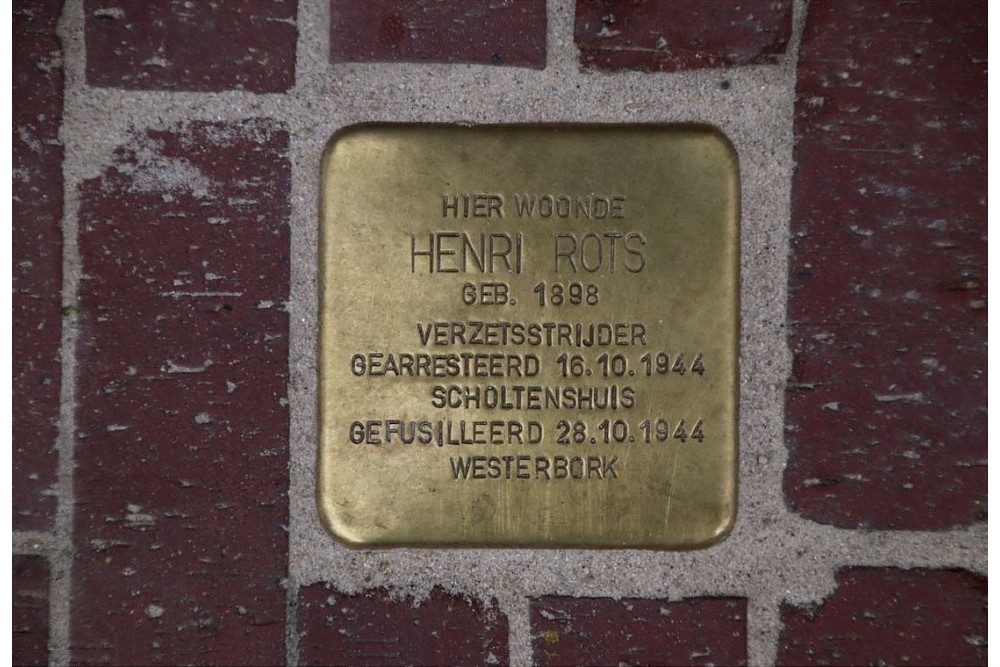 HIER WOONDE
HENRI ROTS
GEB. 1898
VERZETSSTRIJDER
GEARRESTEERD 16.10.1944
SCHOLTENSHUIS
GEFUSILLEERD 28.10.1944
WESTERBORK